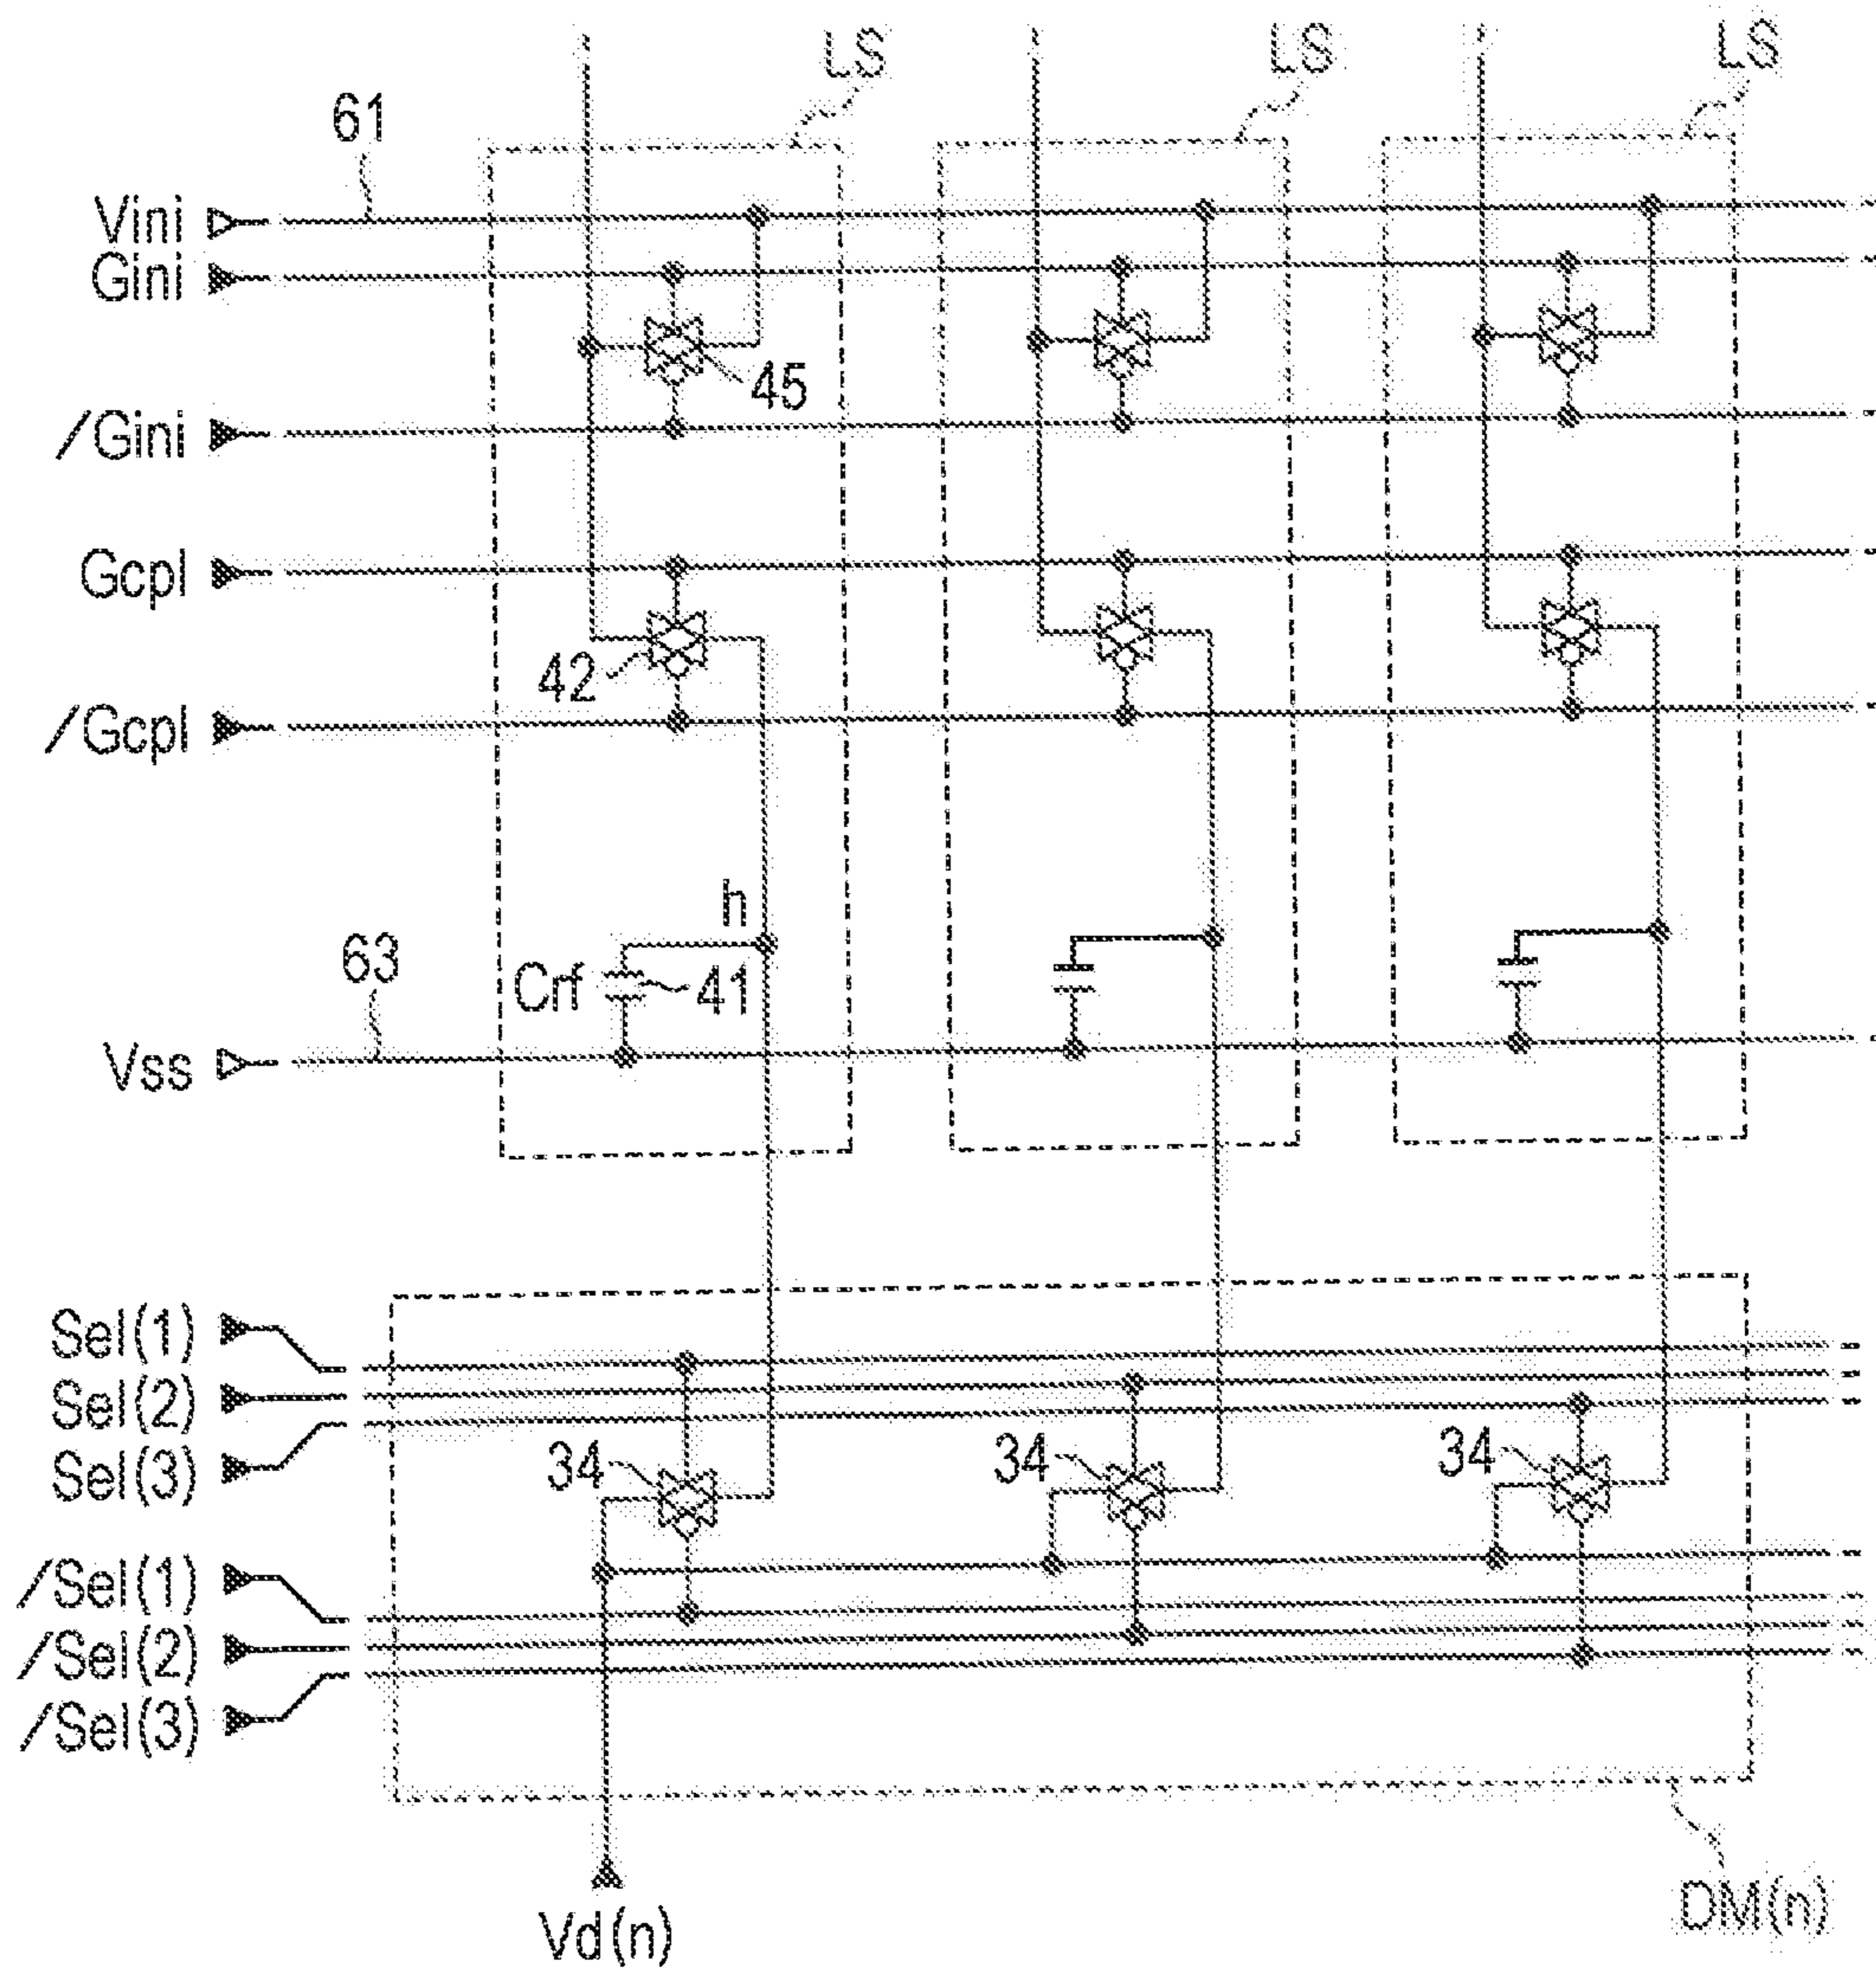 LS LS LS
61
Vini
Gini
45
/Gini
Gcpl
42
/Gcpl
h
63
Crf
41
Vss
Sel(1)
Sel(2)
Sel(3)
34 34 34
/Sel(1)
/Sel(2)
/Sel(3)
Vd(n)
DM(n)